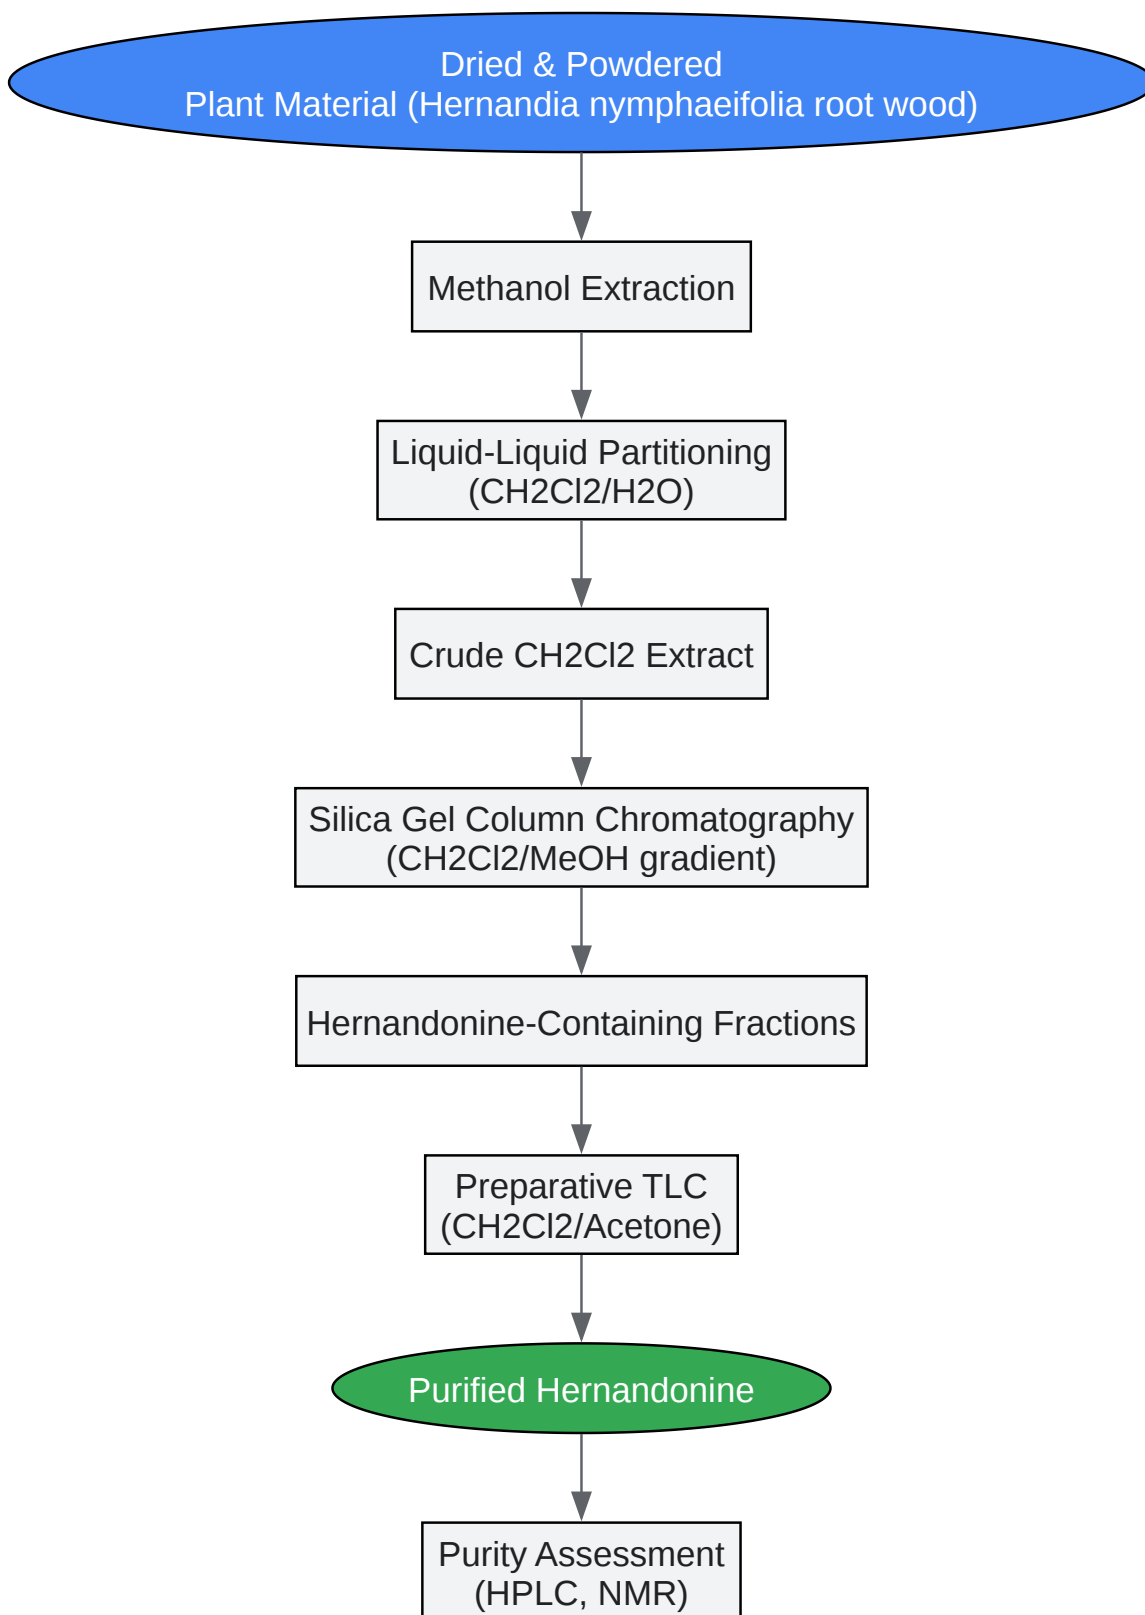 Dried & Powdered
Plant Material (Hernandia nymphaeifolia root wood)
Methanol Extraction
Liquid-Liquid Partitioning
(CH2Cl2/H2O)
Crude CH2Cl2 Extract
Silica Gel Column Chromatography
(CH2Cl2/MeOH gradient)
Hernandonine-Containing Fractions
Preparative TLC
(CH2Cl2/Acetone)
Purified Hernandonine
Purity Assessment
(HPLC, NMR)